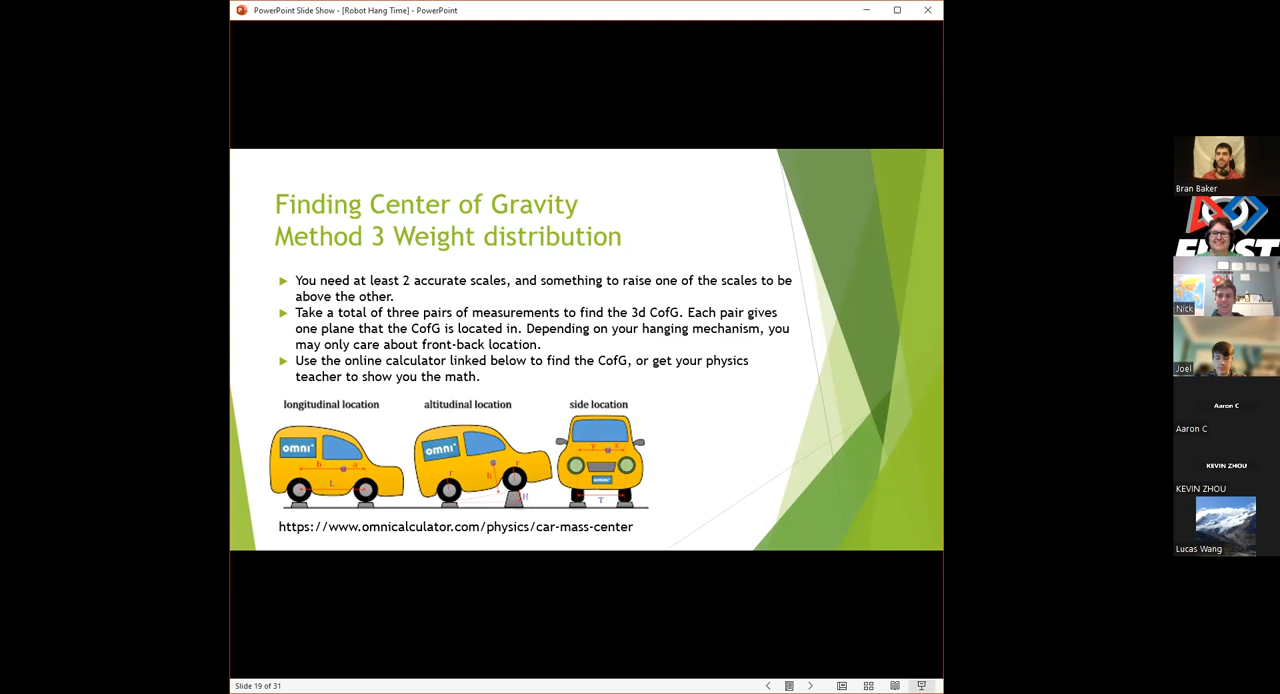 PowerPoint Slide Show - [Robot Hang Time] - PowerPoint
Finding Center of Gravity
Method 3 Weight distribution
You need at least 2 accurate scales, and something to raise one of the scales to be
above the other.
Take a total of three pairs of measurements to find the 3d CofG. Each pair gives
one plane that the CofG is located in. Depending on your hanging mechanism, you
may only care about front-back location.
Use the online calculator linked below to find the CofG, or get your physics
teacher to show you the math.
longitudinal location
altitudinal location
side location
omni
b a
L
omni
r r
h
H
omni
T
https://www.omnicalculator.com/physics/car-mass-center
Slide 19 of 31
Bran Baker
FIRST
Nick
Joel
Aaron C
Aaron C
KEVIN ZHOU
KEVIN ZHOU
Lucas Wang